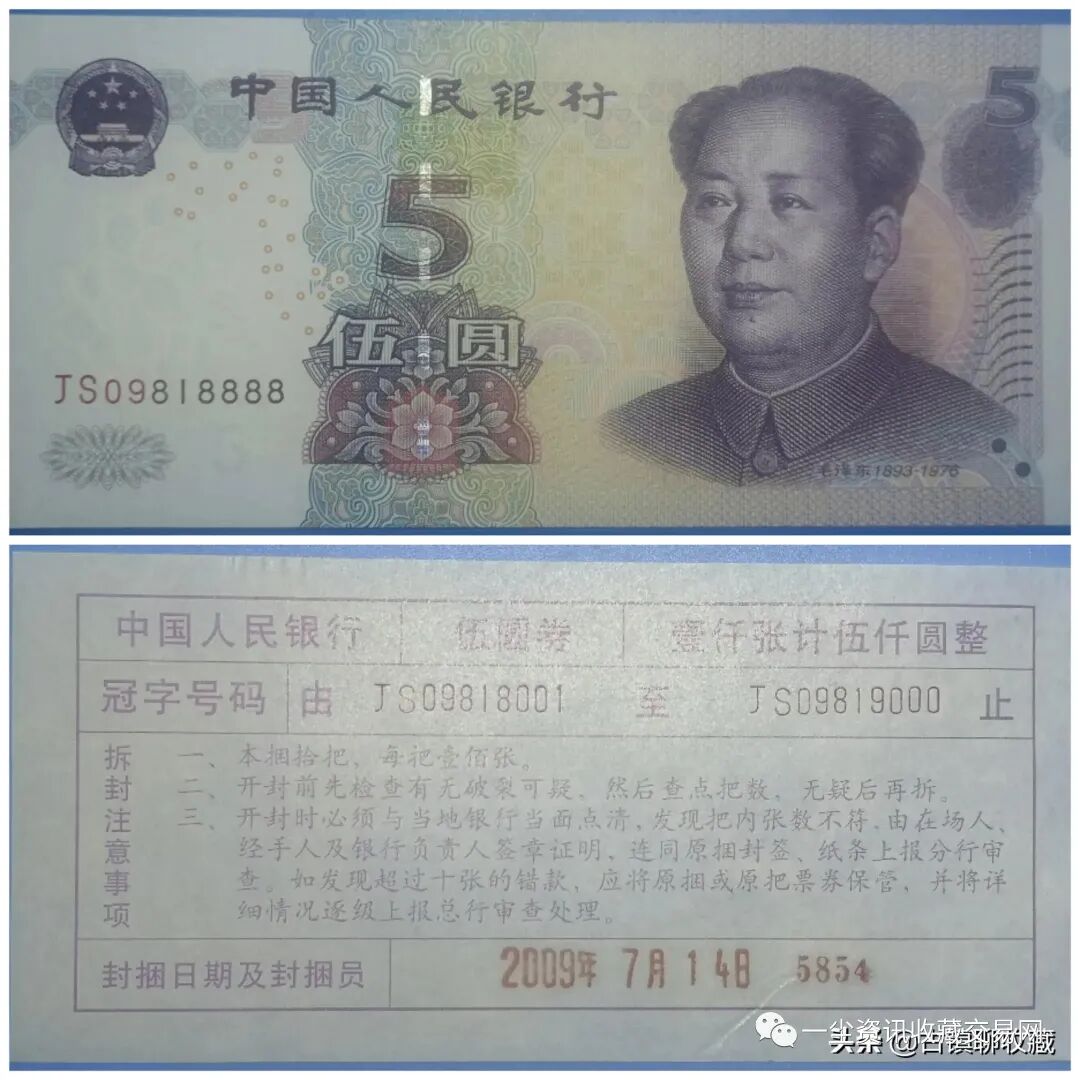 中国人民银行
5
5
伍圆
JS09818888
毛泽东1893-1976
中国人民银行 伍圆券 壹仟张计伍仟圆整
冠字号码 由 JS09818001 至 JS09819000 止
拆封注意事项
一、本捆拾把，每把壹佰张。
二、开封前先检查有无破裂可疑，然后查点把数，无疑后再拆。
三、开封时必须与当地银行当面点清，发现把内张数不符，由在场人、
经手人及银行负责人签章证明，连同原捆封签、纸条上报分行审
查。如发现超过十张的错款，应将原捆或原把票券保管，并将详
细情况逐级上报总行审查处理。
封捆日期及封捆员 2009年 7月 14日 5854
一尘资讯收藏交易网
头条 @古镇聊收藏